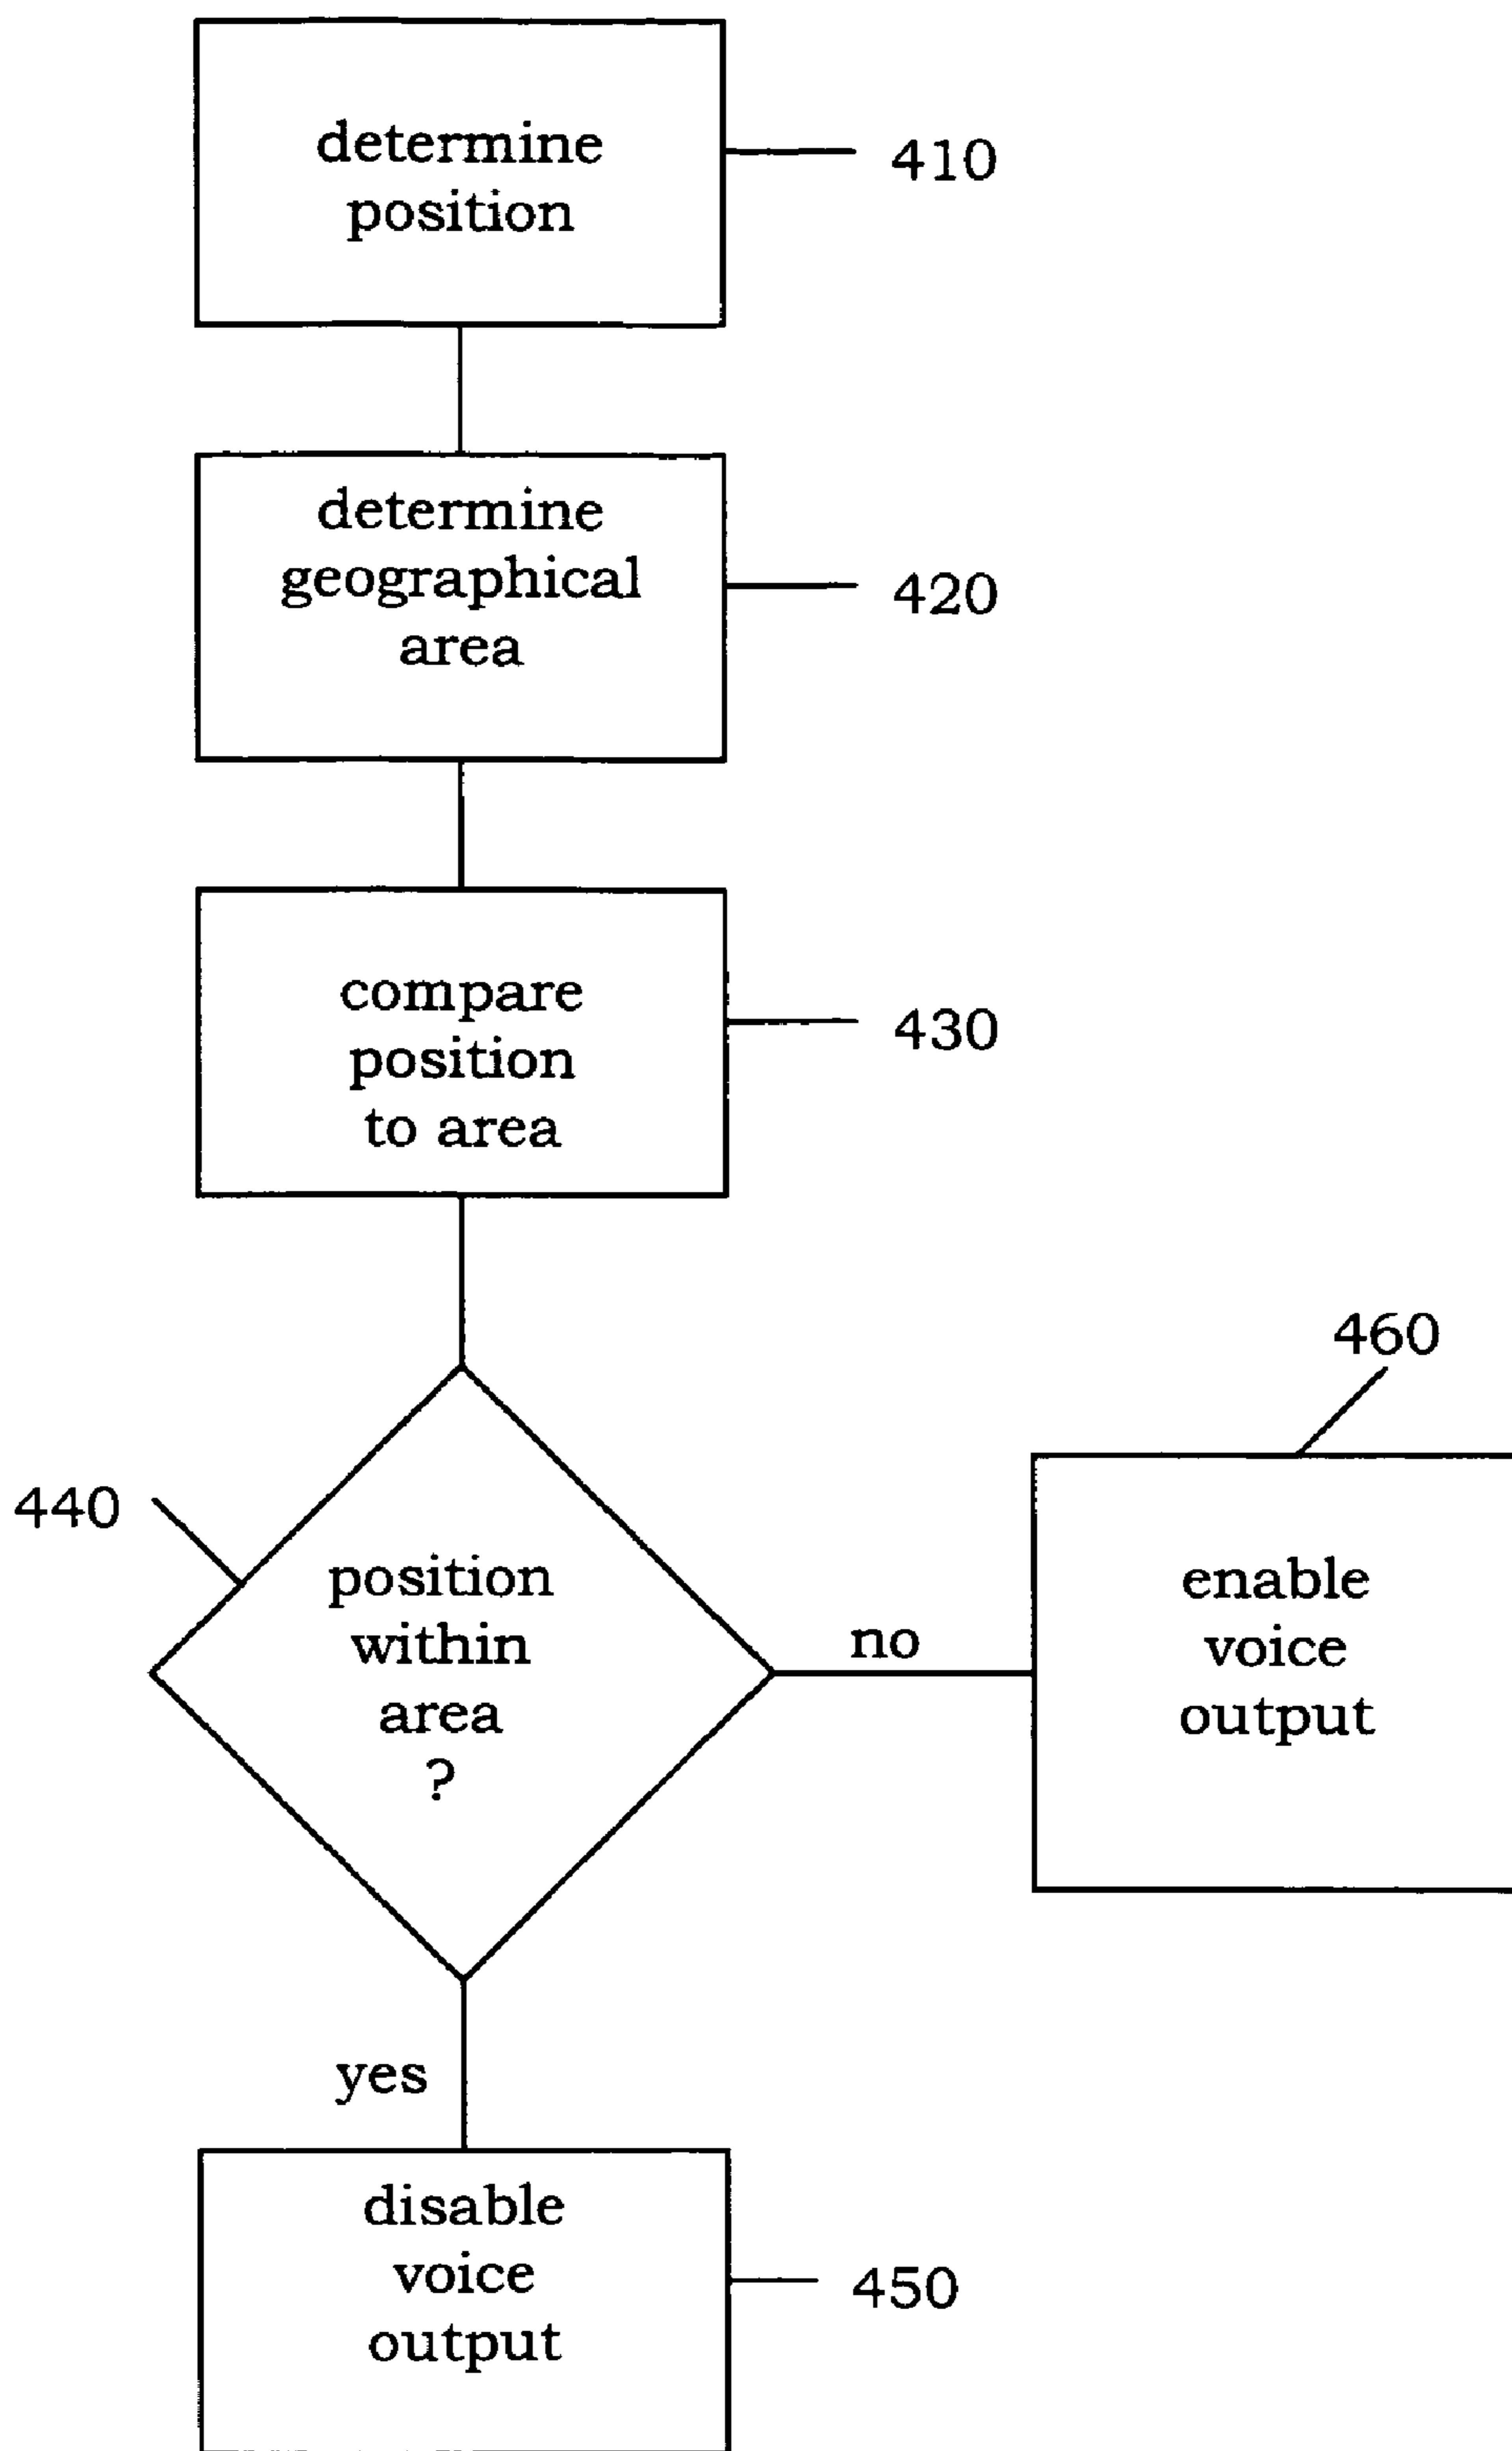 determine
position
410
determine
geographical
area
420
compare
position
to area
430
440
position
within
area
?
no
460
enable
voice
output
yes
disable
voice
output
450